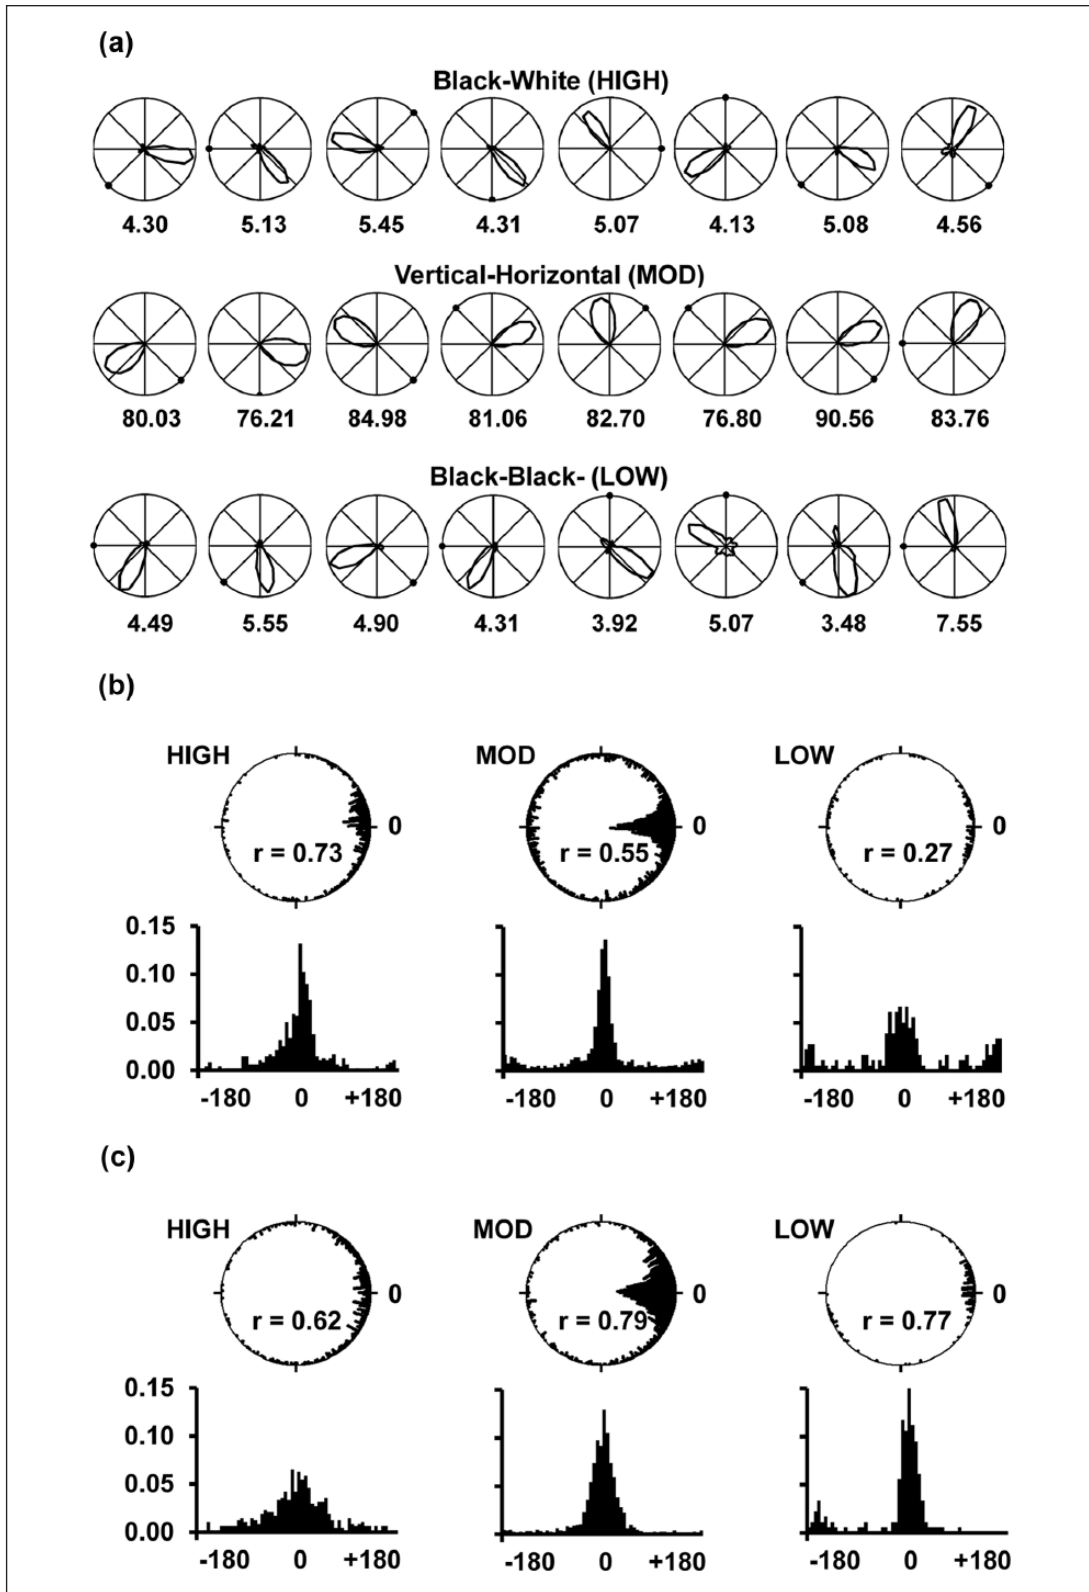 (a)
Black-White (HIGH)
4.30 5.13 5.45 4.31 5.07 4.13 5.08 4.56
Vertical-Horizontal (MOD)
80.03 76.21 84.98 81.06 82.70 76.80 90.56 83.76
Black-Black- (LOW)
4.49 5.55 4.90 4.31 3.92 5.07 3.48 7.55
(b)
HIGH MOD LOW
0 0 0
r = 0.73 r = 0.55 r = 0.27
0.15
0.10
0.05
0.00
-180 0 +180 -180 0 +180 -180 0 +180
(c)
HIGH MOD LOW
0 0 0
r = 0.62 r = 0.79 r = 0.77
0.15
0.10
0.05
0.00
-180 0 +180 -180 0 +180 -180 0 +180